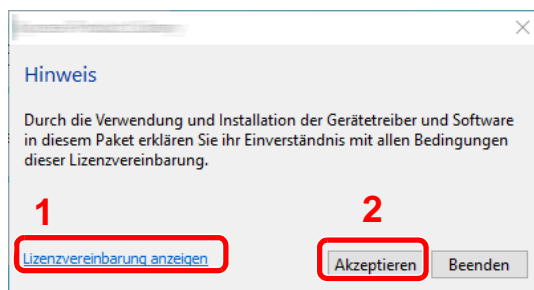 Hinweis
Durch die Verwendung und Installation der Gerätetreiber und Software
in diesem Paket erklären Sie ihr Einverständnis mit allen Bedingungen
dieser Lizenzvereinbarung.
1
2
Lizenzvereinbarung anzeigen
Akzeptieren
Beenden